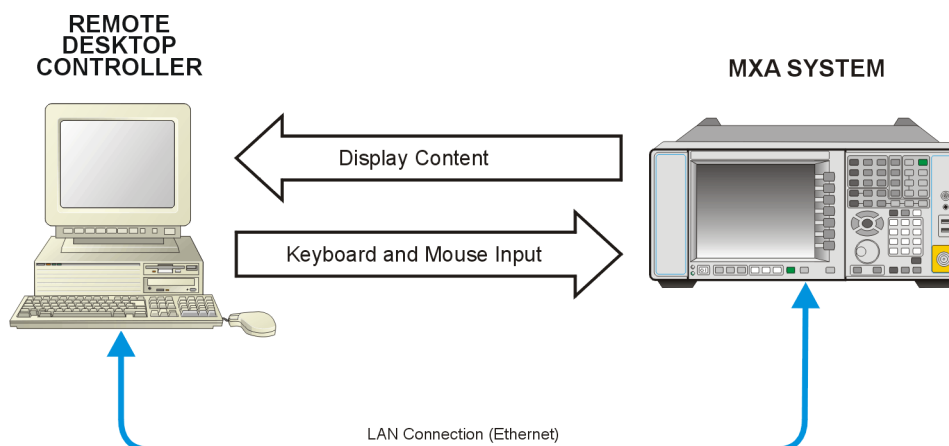 REMOTE
DESKTOP
CONTROLLER
MXA SYSTEM
Display Content
Keyboard and Mouse Input
LAN Connection (Ethernet)